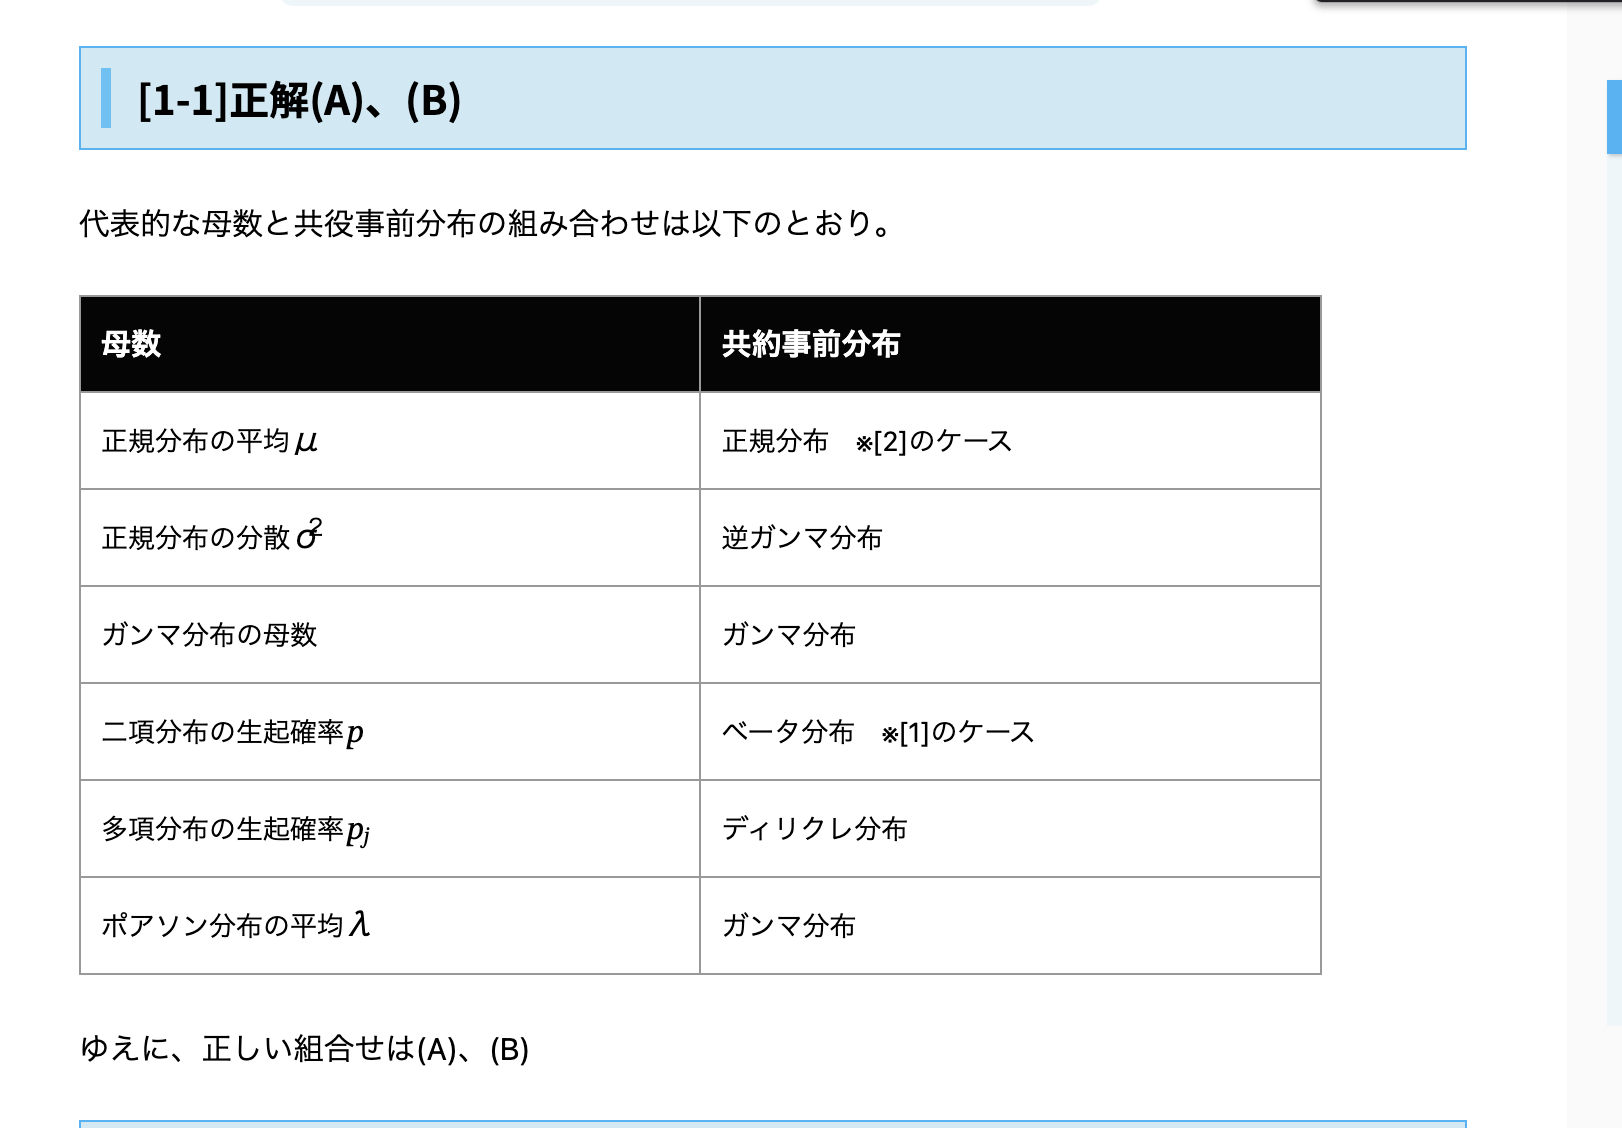 [1-1]正解(A)、(B)
代表的な母数と共役事前分布の組み合わせは以下のとおり。
母数 共約事前分布
正規分布の平均μ 正規分布　※[2]のケース
正規分布の分散σ² 逆ガンマ分布
ガンマ分布の母数 ガンマ分布
二項分布の生起確率p ベータ分布　※[1]のケース
多項分布の生起確率pj ディリクレ分布
ポアソン分布の平均λ ガンマ分布
ゆえに、正しい組合せは(A)、(B)